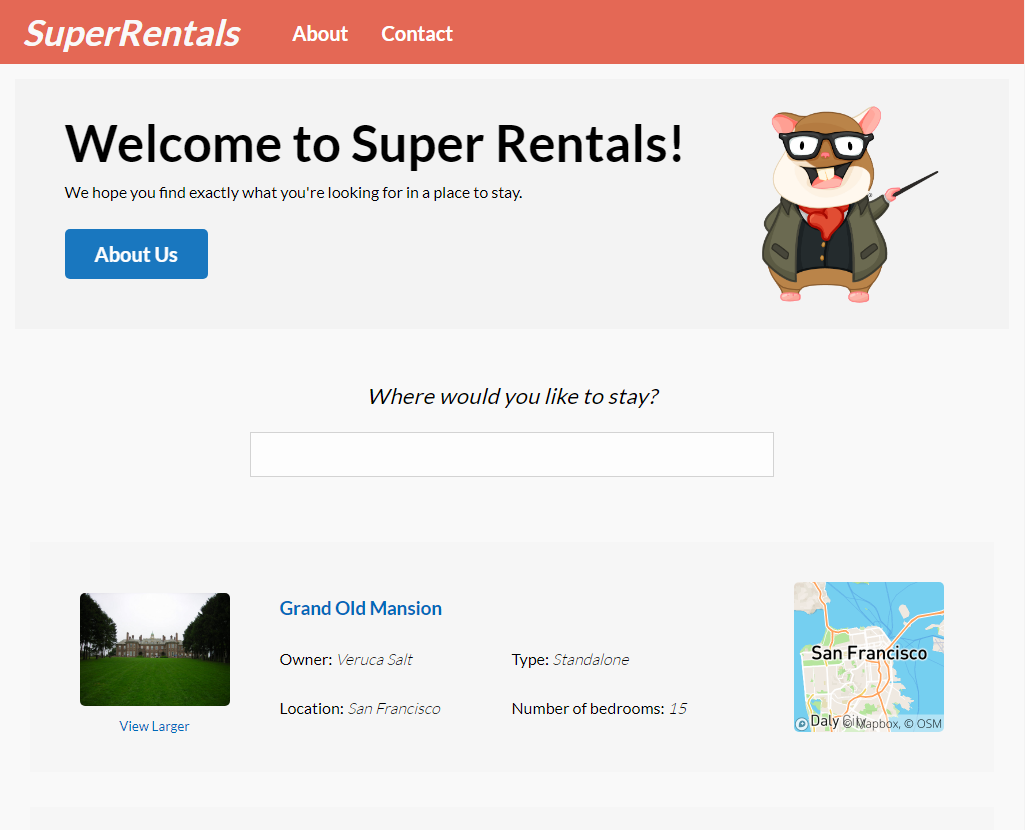 SuperRentals About Contact
Welcome to Super Rentals!
We hope you find exactly what you're looking for in a place to stay.
About Us
Where would you like to stay?
Grand Old Mansion
Owner: Veruca Salt Type: Standalone
Location: San Francisco Number of bedrooms: 15
View Larger
San Francisco
Daly City
© Mapbox, © OSM